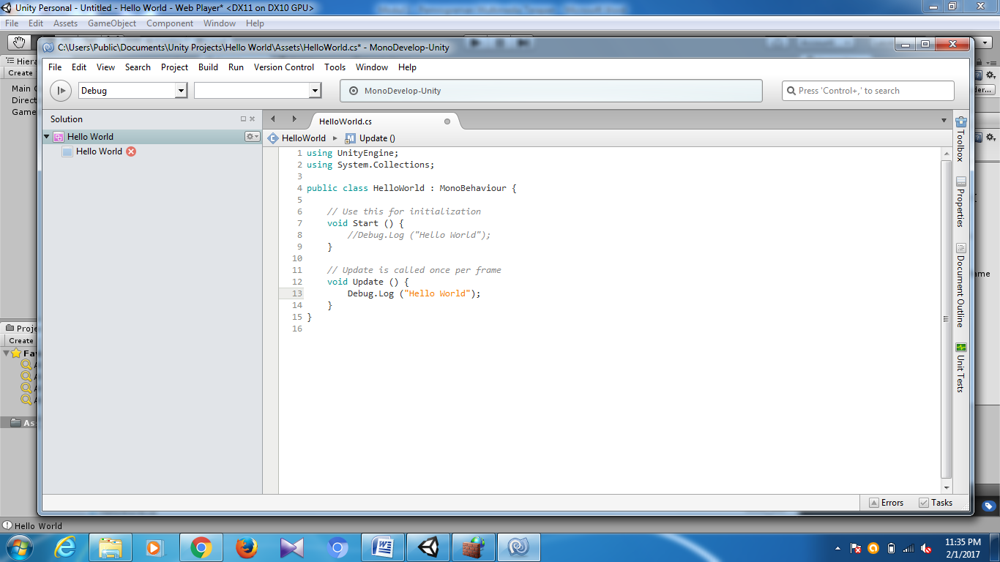 Unity Personal - Untitled - Hello World - Web Player* <DX11 on DX10 GPU>
File Edit Assets GameObject Component Window Help
C:\Users\Public\Documents\Unity Projects\Hello World\Assets\HelloWorld.cs* - MonoDevelop-Unity
File Edit View Search Project Build Run Version Control Tools Window Help
Debug
MonoDevelop-Unity
Press 'Control+,' to search
Create
Main
Game
Solution
Hello World
Hello World
HelloWorld.cs
HelloWorld Update ()
1 using UnityEngine;
2 using System.Collections;
3
4 public class HelloWorld : MonoBehaviour {
5
6 // Use this for initialization
7 void Start () {
8 //Debug.Log ("Hello World");
9 }
10
11 // Update is called once per frame
12 void Update () {
13 Debug.Log ("Hello World");
14 }
15 }
16
Toolbox
Properties
Document Outline
Unit Tests
Create
Errors Tasks
Hello World
11:35 PM
2/1/2017